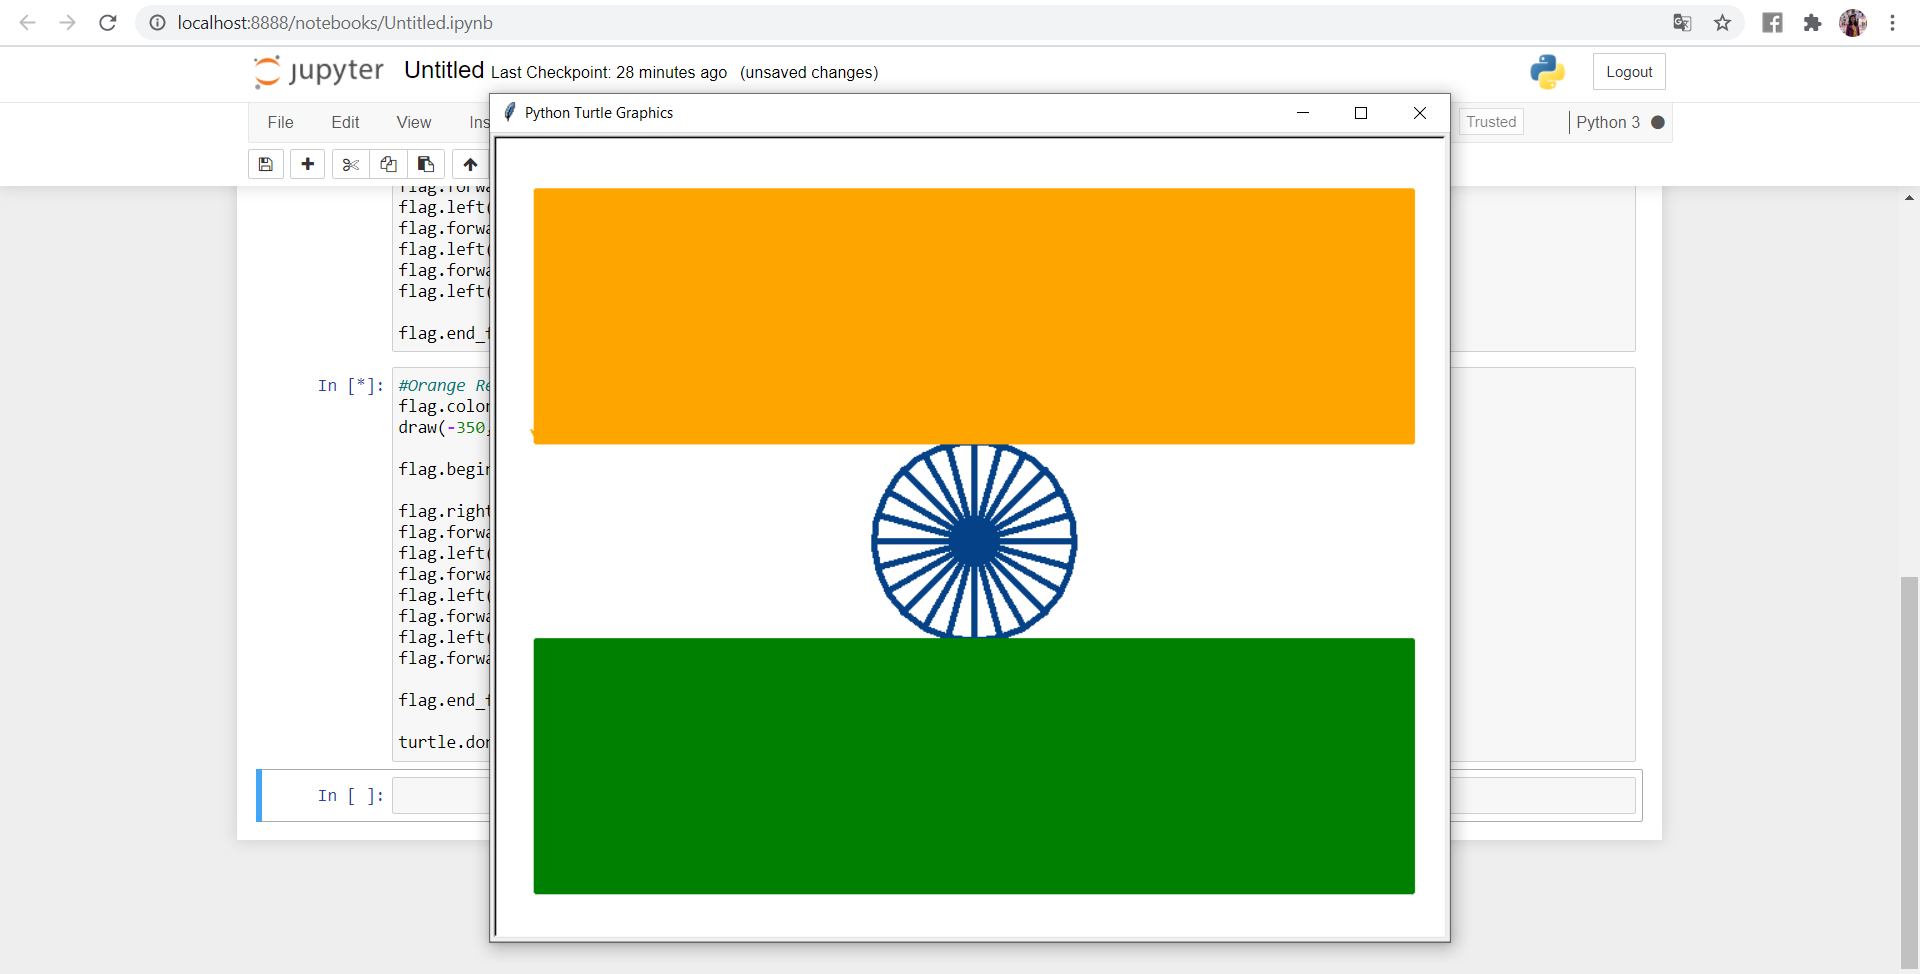 localhost:8888/notebooks/Untitled.ipynb
jupyter Untitled Last Checkpoint: 28 minutes ago (unsaved changes)
Logout
Python Turtle Graphics
File Edit View Ins
Trusted
Python 3
flag.forwa
flag.left(
flag.forwa
flag.left(
flag.forwa
flag.left(
flag.end_f
In [*]:
#Orange Re
flag.color
draw(-350,
flag.begin
flag.right
flag.forwa
flag.left(
flag.forwa
flag.left(
flag.forwa
flag.left(
flag.forwa
flag.end_f
turtle.don
In [ ]: